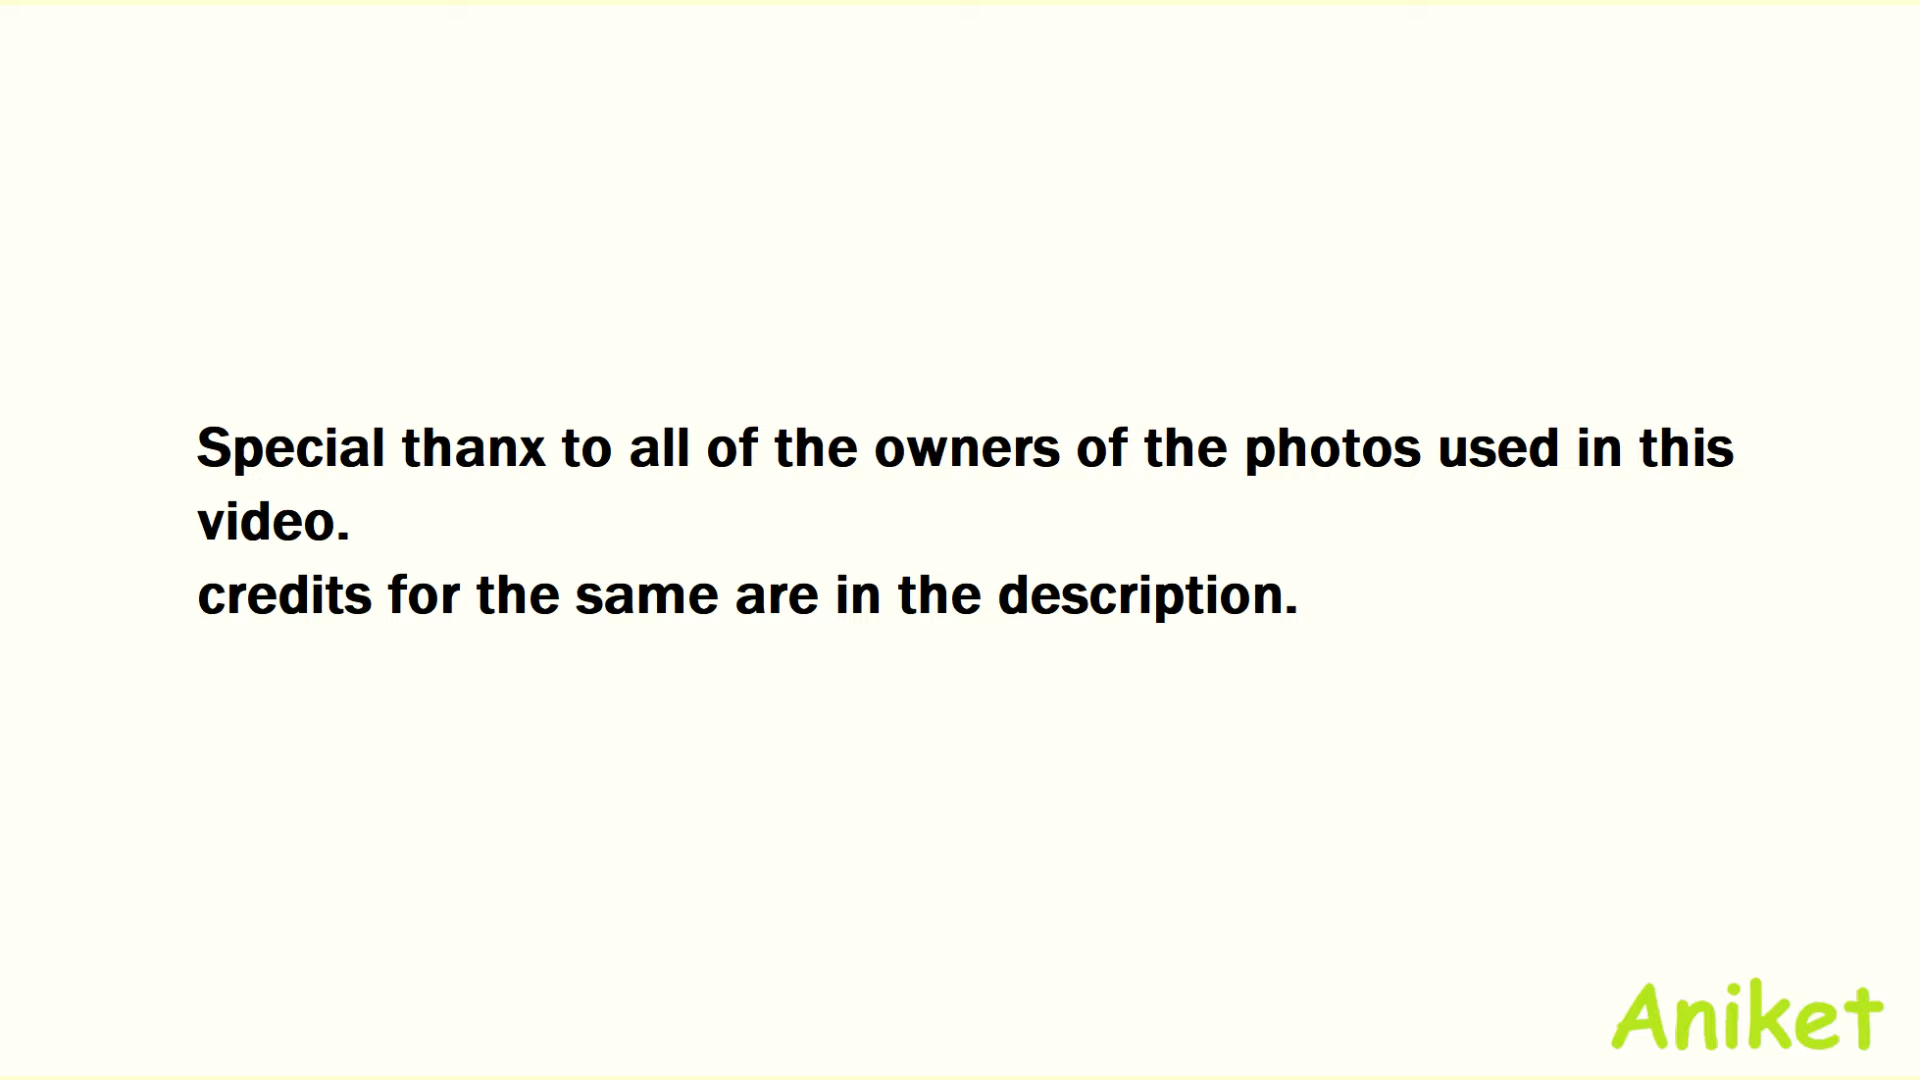 Special thanx to all of the owners of the photos used in this
video.
credits for the same are in the description.
Aniket